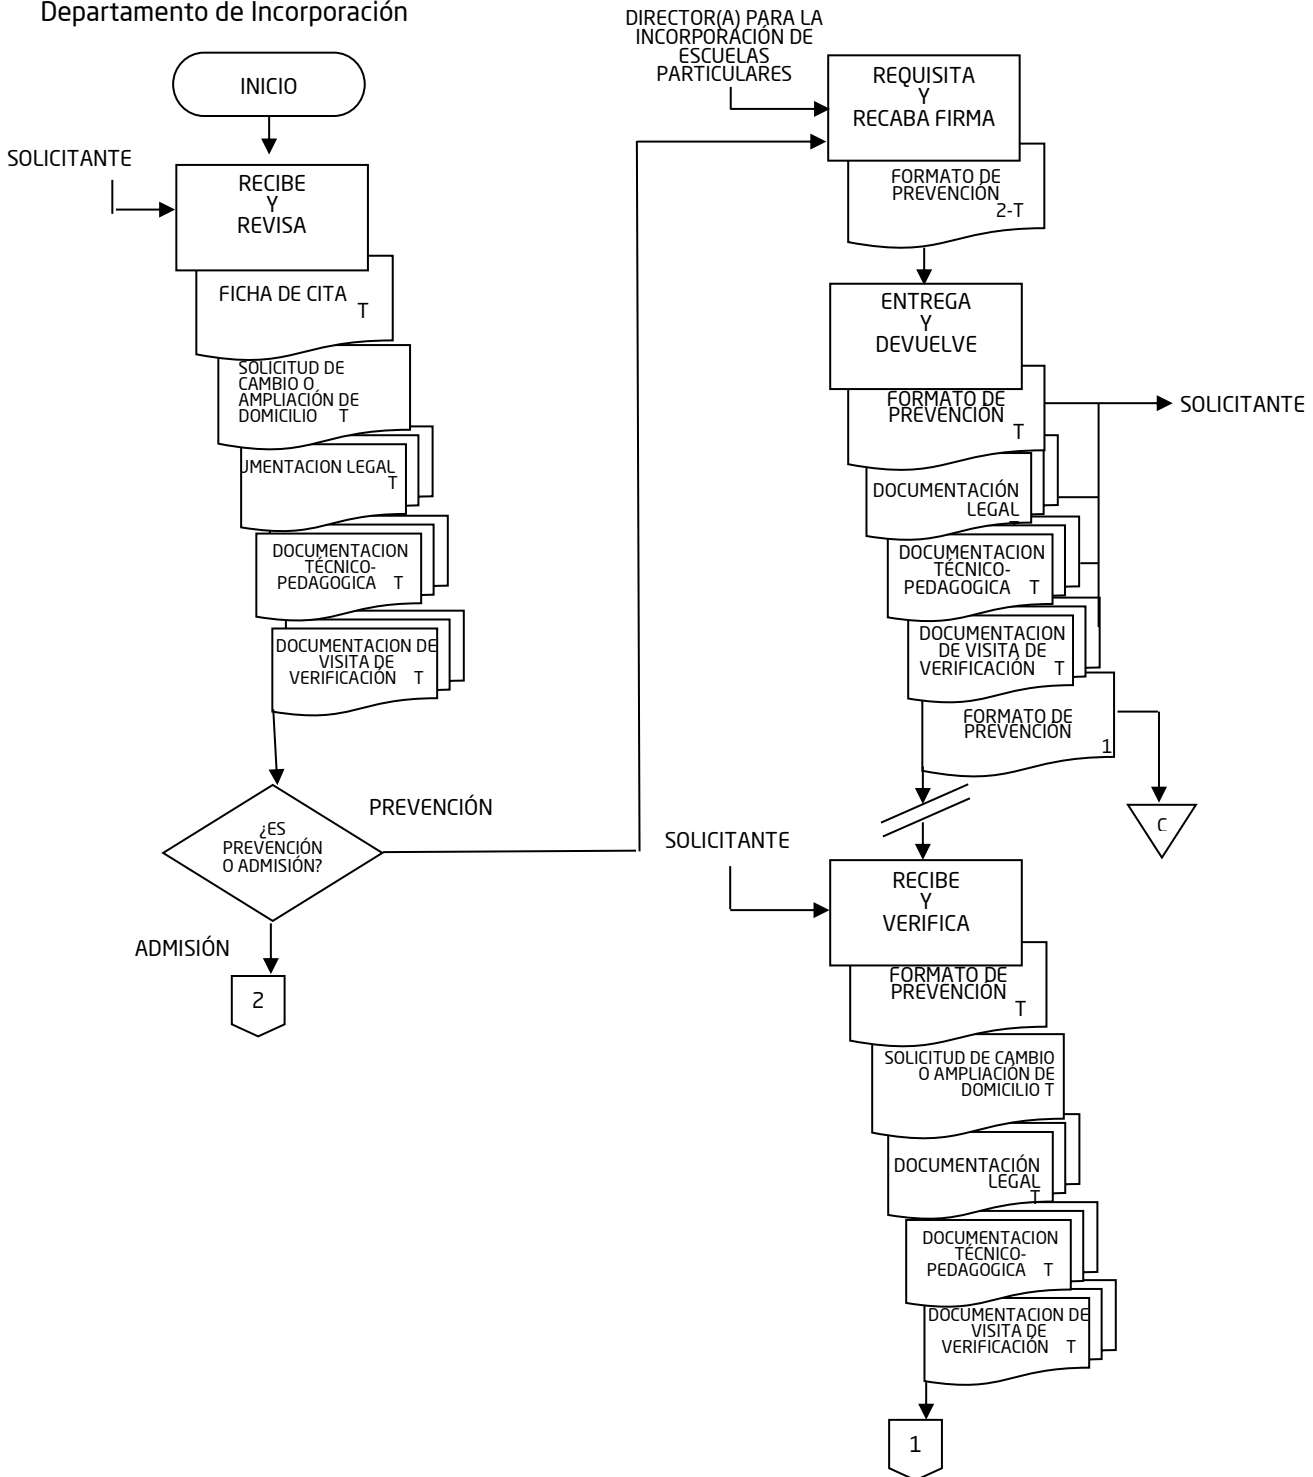 Departamento de Incorporación
INICIO
SOLICITANTE
RECIBE
Y
REVISA
FICHA DE CITA
T
SOLICITUD DE
CAMBIO O
AMPLIACIÓN DE
DOMICILIO T
UMENTACION LEGAL
T
DOCUMENTACION
TÉCNICO-
PEDAGOGICA T
DOCUMENTACION DE
VISITA DE
VERIFICACIÓN T
¿ES
PREVENCIÓN
O ADMISIÓN?
PREVENCIÓN
ADMISIÓN
2
DIRECTOR(A) PARA LA
INCORPORACIÓN DE
ESCUELAS
PARTICULARES
REQUISITA
Y
RECABA FIRMA
FORMATO DE
PREVENCIÓN
2-T
ENTREGA
Y
DEVUELVE
FORMATO DE
PREVENCIÓN
T
SOLICITANTE
DOCUMENTACIÓN
LEGAL
DOCUMENTACION
TÉCNICO-
PEDAGOGICA T
DOCUMENTACION
DE VISITA DE
VERIFICACIÓN T
FORMATO DE
PREVENCIÓN
1
C
SOLICITANTE
RECIBE
Y
VERIFICA
FORMATO DE
PREVENCIÓN
T
SOLICITUD DE CAMBIO
O AMPLIACIÓN DE
DOMICILIO T
DOCUMENTACIÓN
LEGAL
T
DOCUMENTACION
TÉCNICO-
PEDAGOGICA T
DOCUMENTACION DE
VISITA DE
VERIFICACIÓN T
1